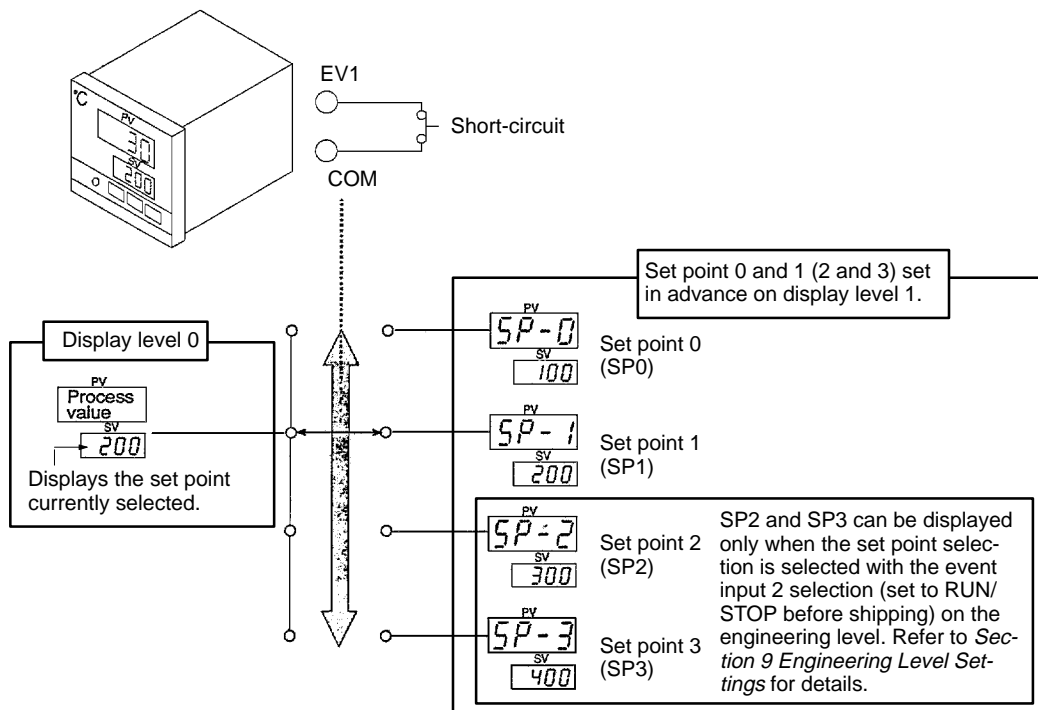 EV1
°C
PV
30
SV
200
Short-circuit
COM
Set point 0 and 1 (2 and 3) set
in advance on display level 1.
Display level 0
PV
Process
value
SV
200
Displays the set point
currently selected.
PV
SP-0
SV
100
Set point 0
(SP0)
PV
SP-1
SV
200
Set point 1
(SP1)
PV
SP-2
SV
300
Set point 2
(SP2)
PV
SP-3
SV
400
Set point 3
(SP3)
SP2 and SP3 can be displayed
only when the set point selec-
tion is selected with the event
input 2 selection (set to RUN/
STOP before shipping) on the
engineering level. Refer to Sec-
tion 9 Engineering Level Set-
tings for details.